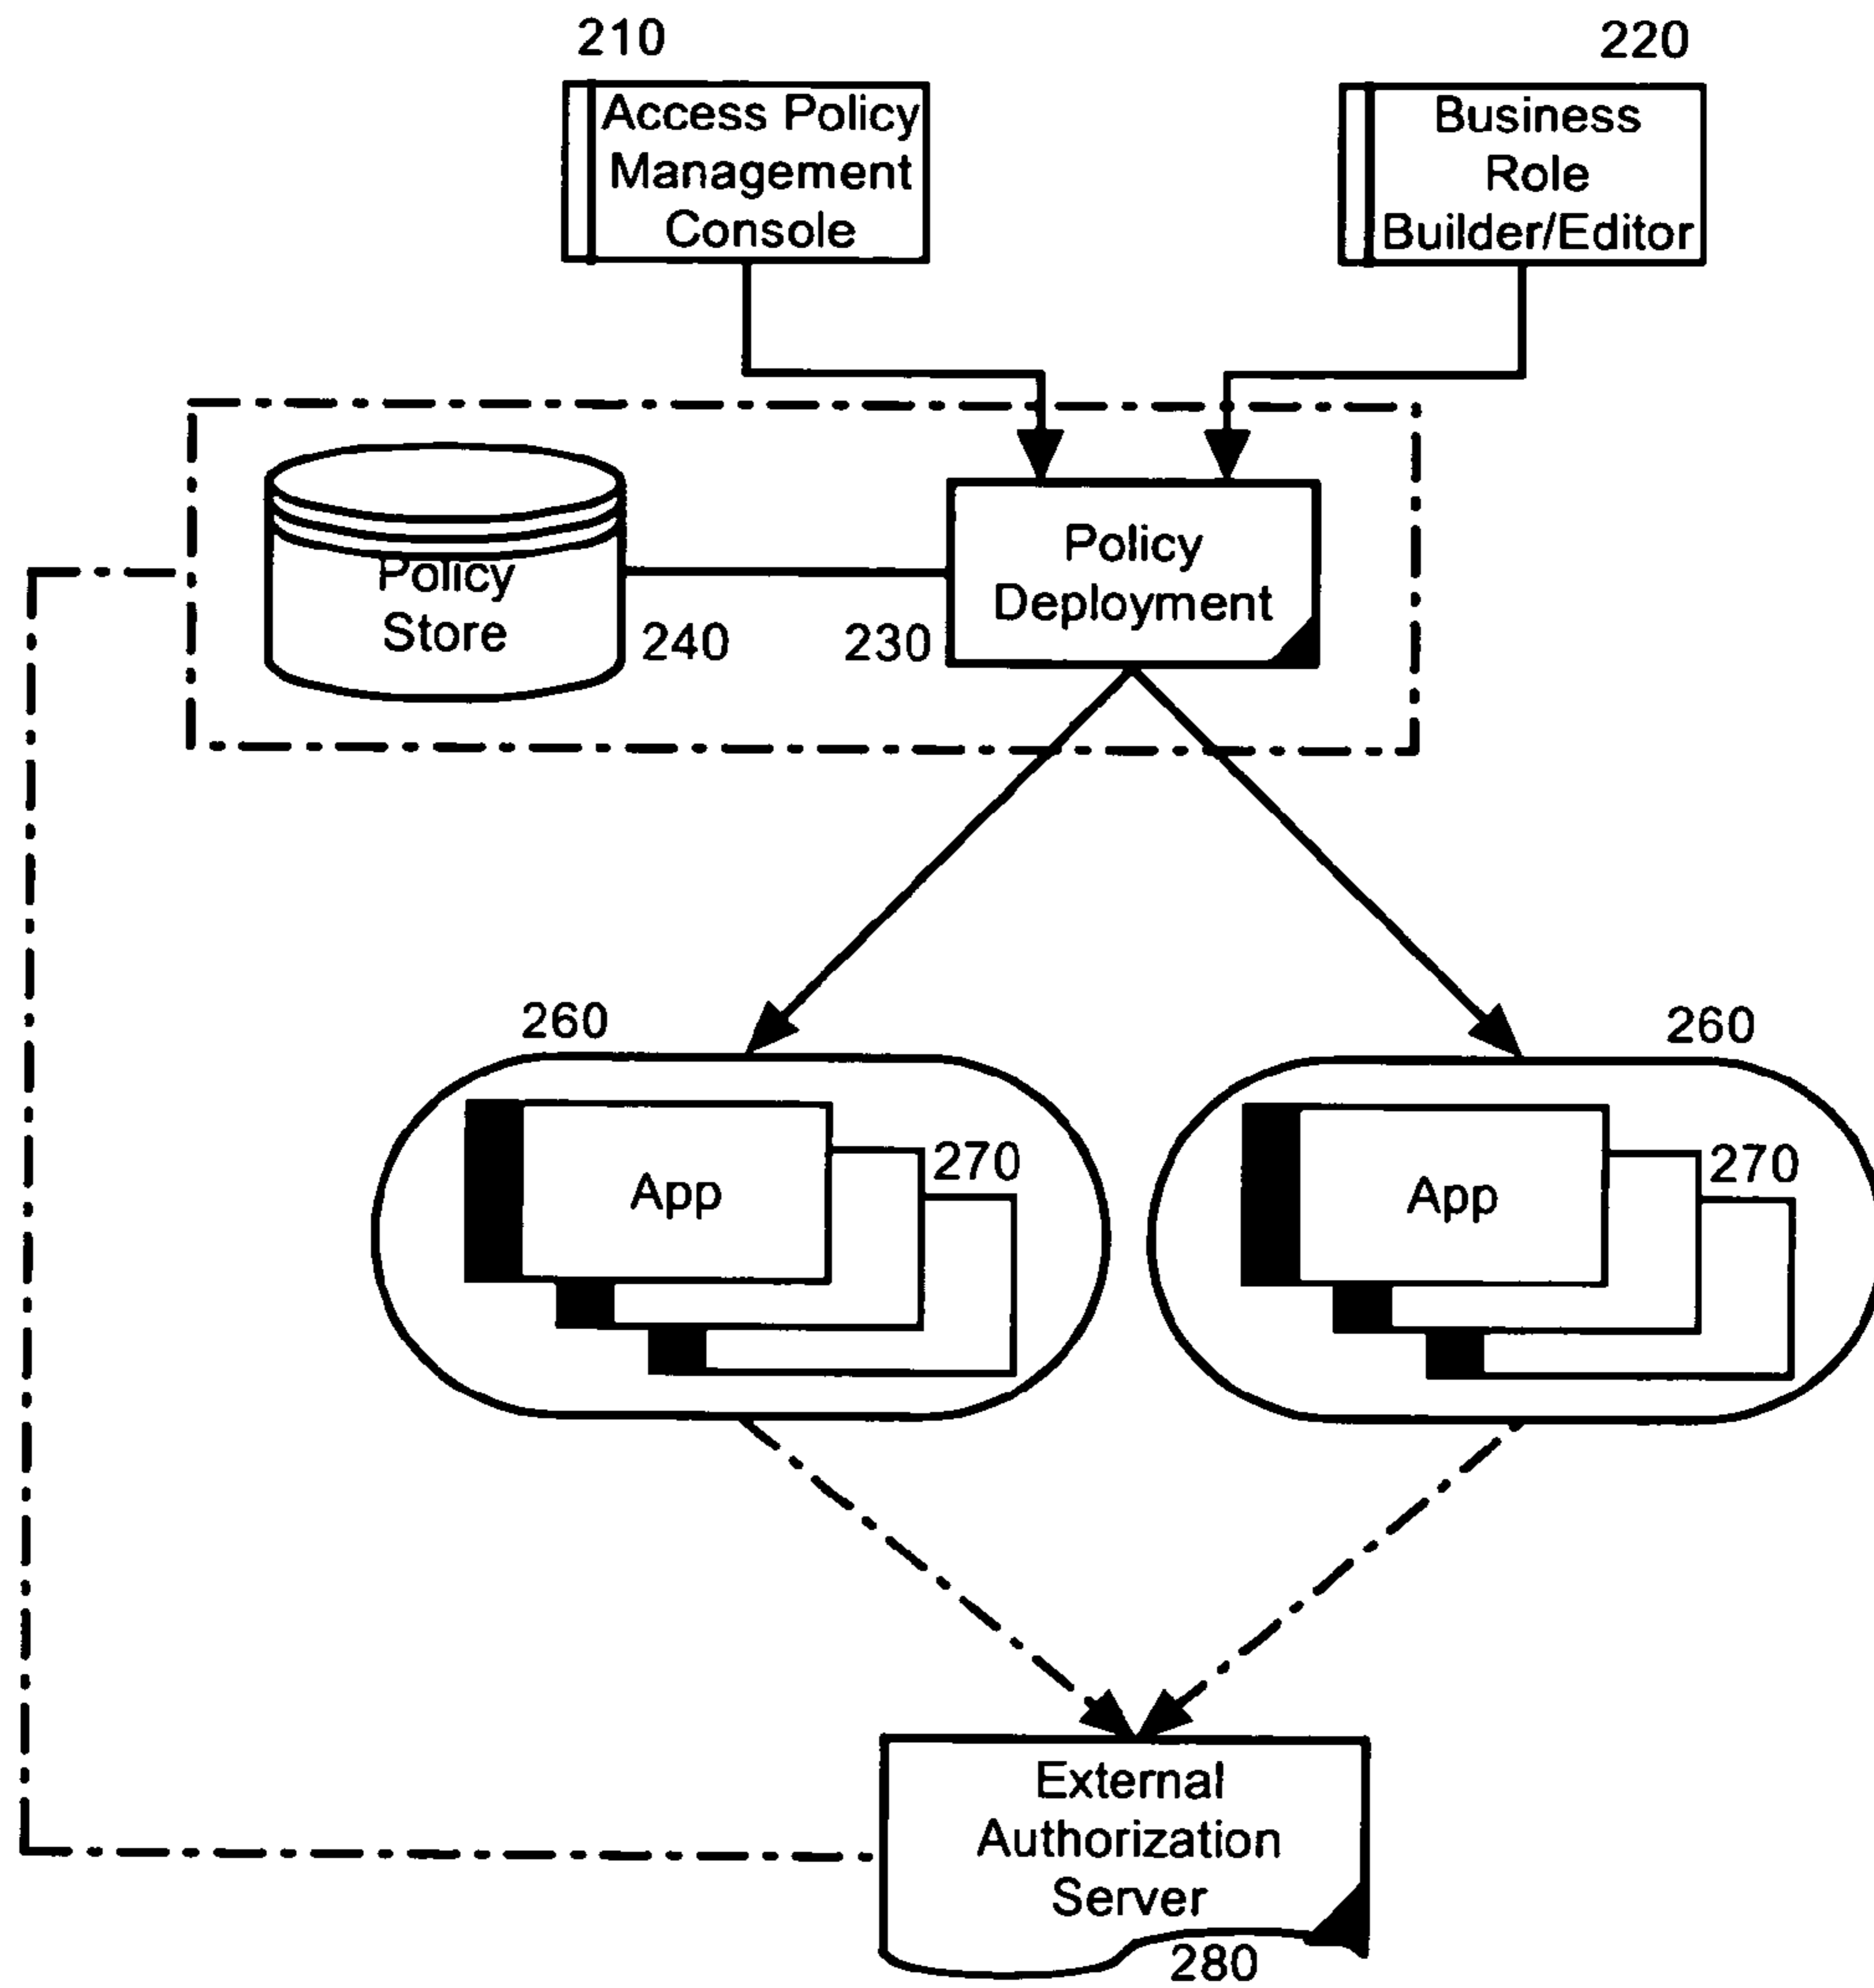 210
220
Access Policy
Management
Console
Business
Role
Builder/Editor
Policy
Store
240
230
Policy
Deployment
260
260
App
270
App
270
External
Authorization
Server
280